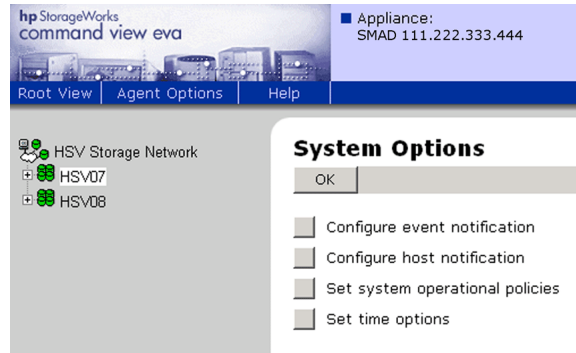 hp StorageWorks
command view eva
Appliance:
SMAD 111.222.333.444
Root View Agent Options Help
HSV Storage Network
HSV07
HSV08
System Options
OK
Configure event notification
Configure host notification
Set system operational policies
Set time options